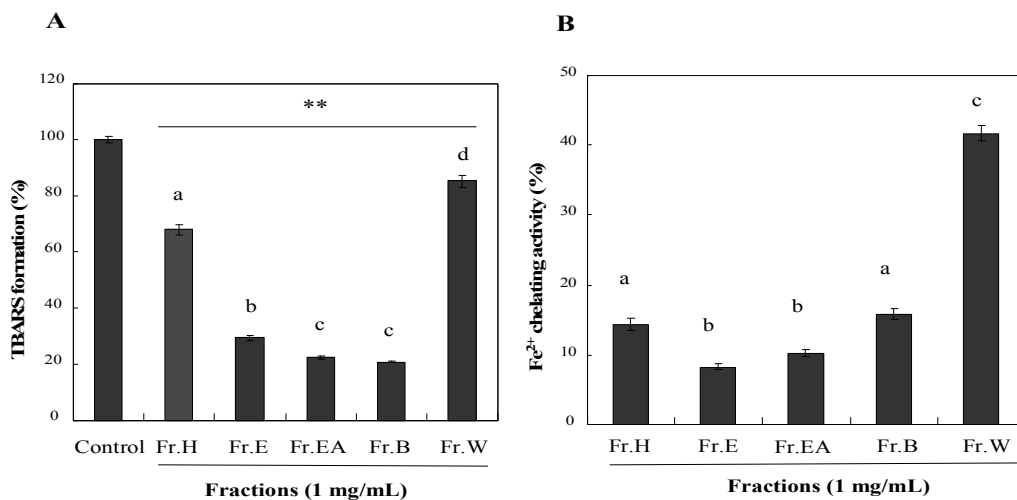 A
TBARS formation (%)
120
100
80
60
40
20
0
**
a
b
c
c
d
Control Fr.H Fr.E Fr.EA Fr.B Fr.W
Fractions (1 mg/mL)
B
Fe²⁺ chelating activity (%)
50
40
30
20
10
0
a
b
b
a
c
Fr.H Fr.E Fr.EA Fr.B Fr.W
Fractions (1 mg/mL)